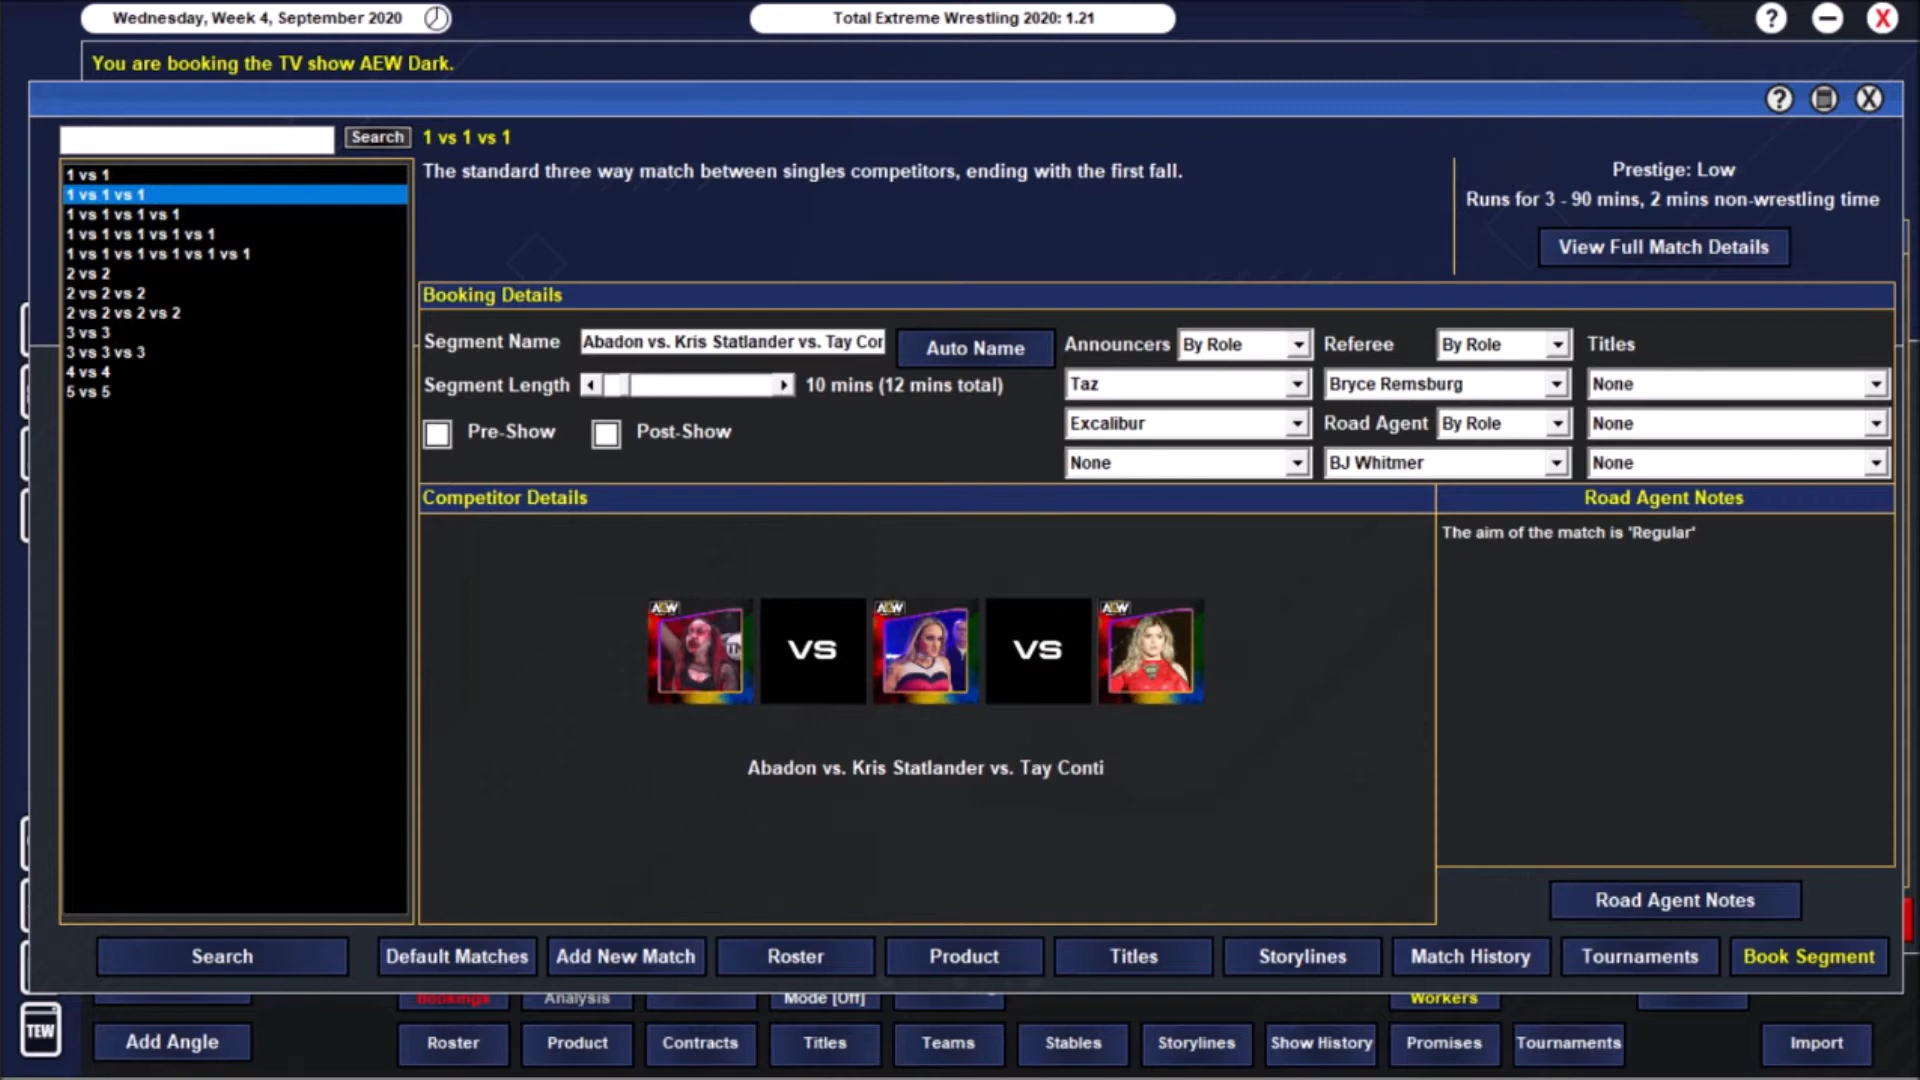 Wednesday, Week 4, September 2020
Total Extreme Wrestling 2020: 1.21
?
X
You are booking the TV show AEW Dark.
?
X
Search
1 vs 1 vs 1
The standard three way match between singles competitors, ending with the first fall.
Prestige: Low
Runs for 3 - 90 mins, 2 mins non-wrestling time
View Full Match Details
1 vs 1
1 vs 1 vs 1
1 vs 1 vs 1 vs 1
1 vs 1 vs 1 vs 1 vs 1
1 vs 1 vs 1 vs 1 vs 1 vs 1
2 vs 2
2 vs 2 vs 2
2 vs 2 vs 2 vs 2
3 vs 3
3 vs 3 vs 3
4 vs 4
5 vs 5
Booking Details
Segment Name
Abadon vs. Kris Statlander vs. Tay Cor
Auto Name
Announcers
By Role
Referee
By Role
Titles
Segment Length
10 mins (12 mins total)
Taz
Bryce Remsburg
None
Pre-Show
Post-Show
Excalibur
Road Agent
By Role
None
None
BJ Whitmer
None
Competitor Details
Road Agent Notes
The aim of the match is 'Regular'
AEW
VS
AEW
VS
AEW
Abadon vs. Kris Statlander vs. Tay Conti
Road Agent Notes
Search
Default Matches
Add New Match
Roster
Product
Titles
Storylines
Match History
Tournaments
Book Segment
Bookings
Analysis
Mode [Off]
Workers
TEW
Add Angle
Roster
Product
Contracts
Titles
Teams
Stables
Storylines
Show History
Promises
Tournaments
Import